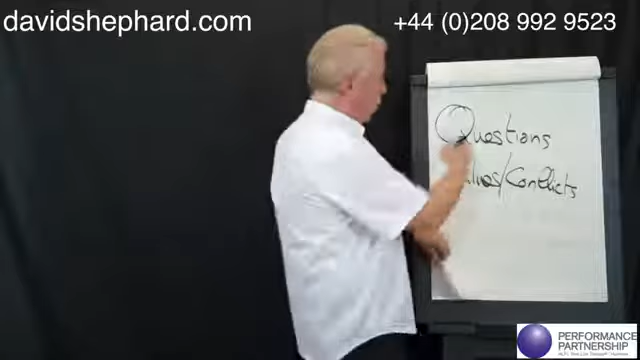 davidshephard.com
+44 (0)208 992 9523
Questions
/Conflicts
PERFORMANCE
PARTNERSHIP